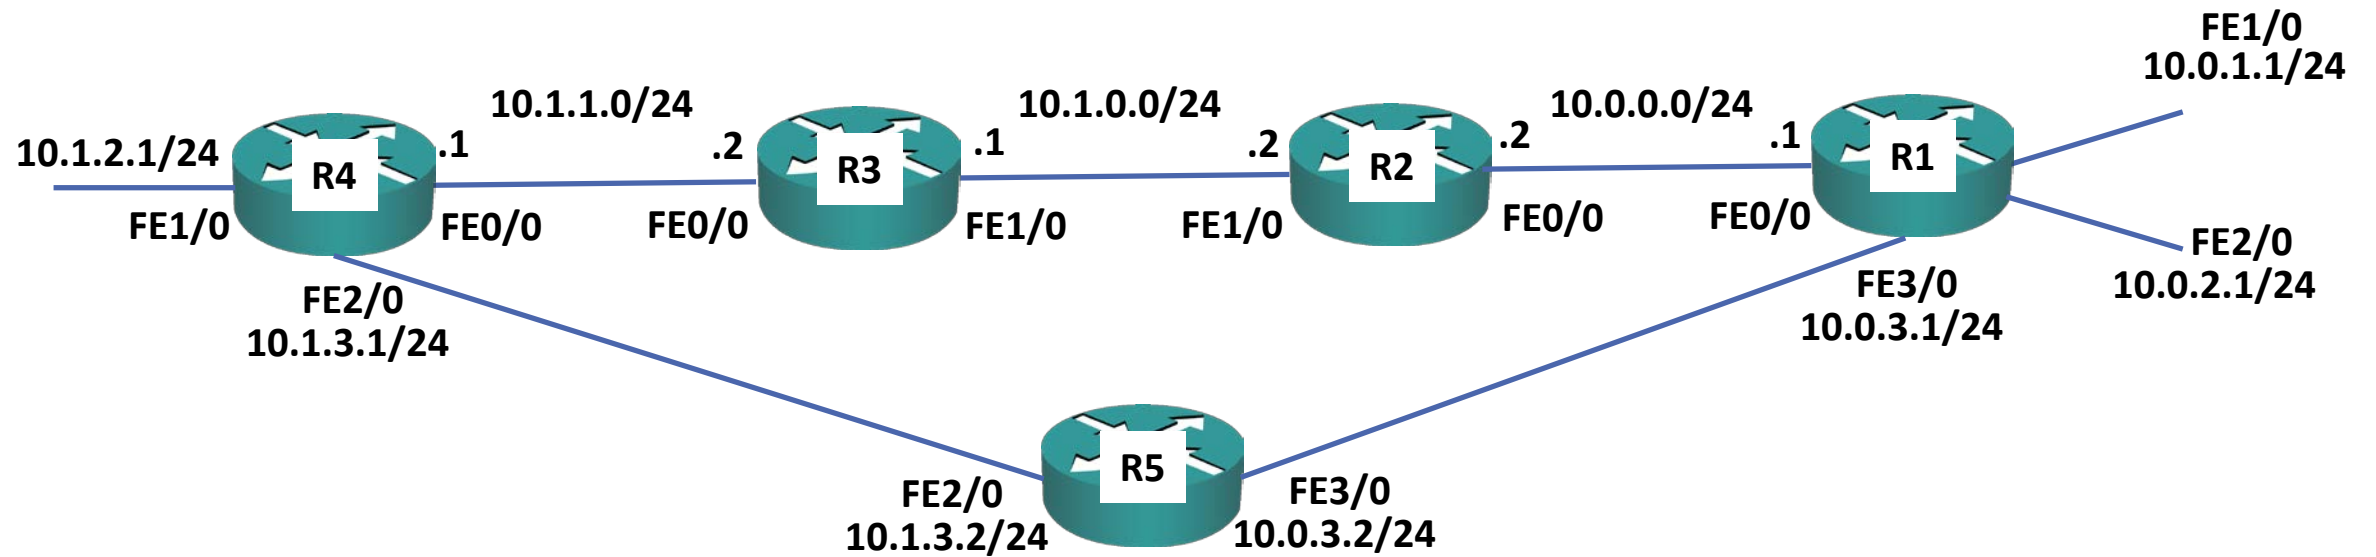 FE1/0
10.0.1.1/24
10.1.1.0/24
10.1.0.0/24
10.0.0.0/24
10.1.2.1/24
.1
.2
.1
.2
.2
.1
R4
R3
R2
R1
FE1/0
FE0/0
FE0/0
FE1/0
FE1/0
FE0/0
FE0/0
FE2/0
10.0.2.1/24
FE2/0
10.1.3.1/24
FE3/0
10.0.3.1/24
R5
FE2/0
10.1.3.2/24
FE3/0
10.0.3.2/24